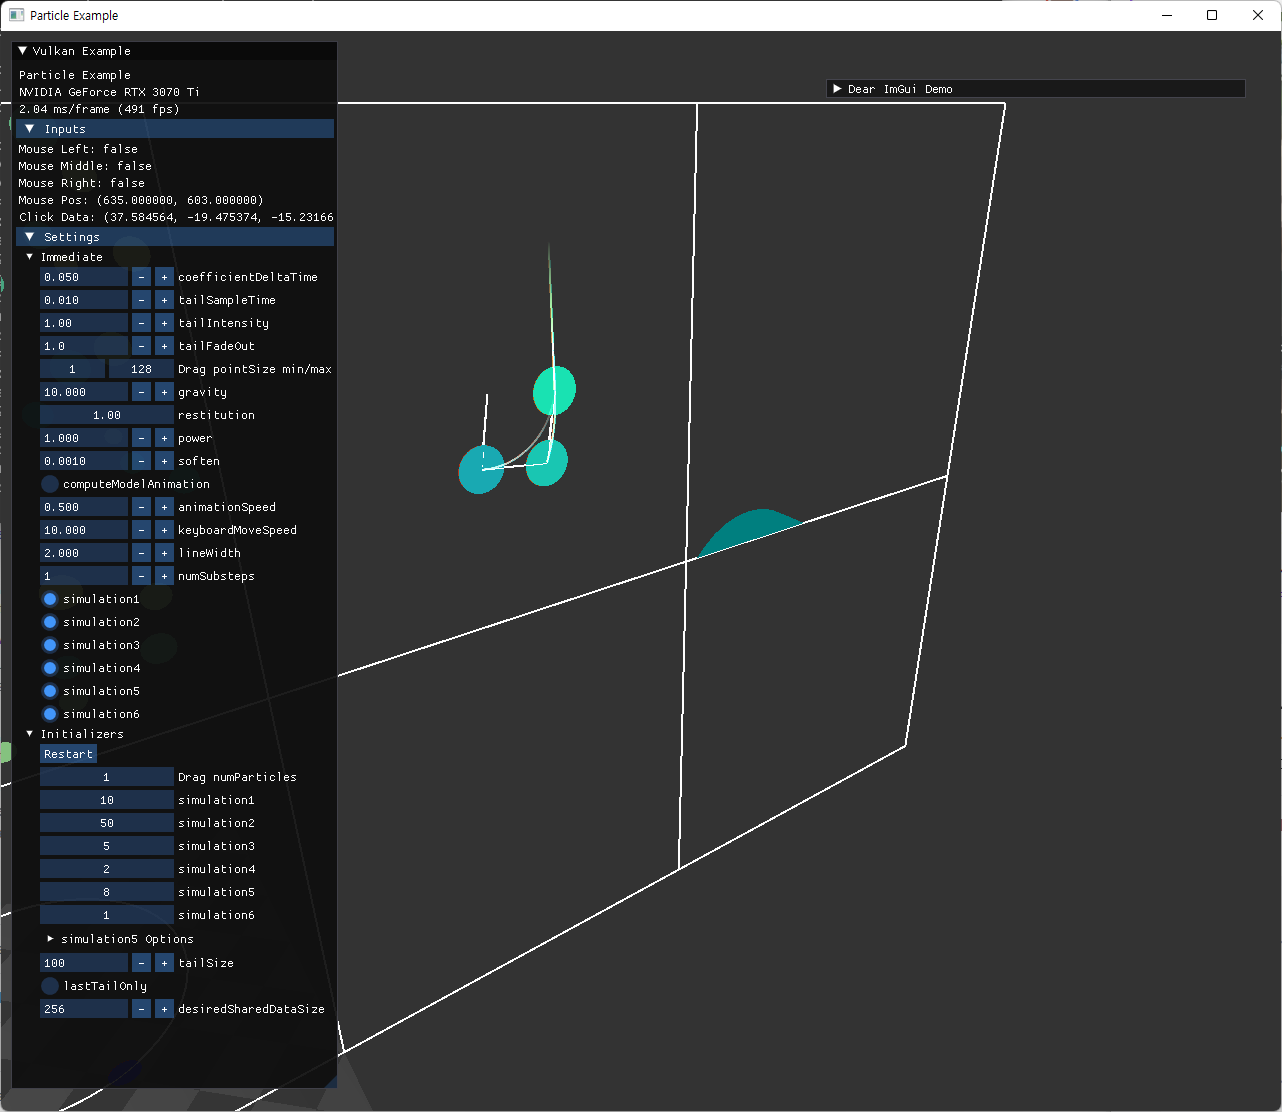 Particle Example
Vulkan Example
Particle Example
NVIDIA GeForce RTX 3070 Ti
2.04 ms/frame (491 fps)
Inputs
Mouse Left: false
Mouse Middle: false
Mouse Right: false
Mouse Pos: (635.000000, 603.000000)
Click Data: (37.584564, -19.475374, -15.23166
Settings
Immediate
0.050 - + coefficientDeltaTime
0.010 - + tailSampleTime
1.00 - + tailIntensity
1.0 - + tailFadeOut
1 128 Drag pointSize min/max
10.000 - + gravity
1.00 restitution
1.000 - + power
0.0010 - + soften
computeModelAnimation
0.500 - + animationSpeed
10.000 - + keyboardMoveSpeed
2.000 - + lineWidth
1 - + numSubsteps
simulation1
simulation2
simulation3
simulation4
simulation5
simulation6
Initializers
Restart
1 Drag numParticles
10 simulation1
50 simulation2
5 simulation3
2 simulation4
8 simulation5
1 simulation6
simulation5 Options
100 - + tailSize
lastTailOnly
256 - + desiredSharedDataSize
Dear ImGui Demo